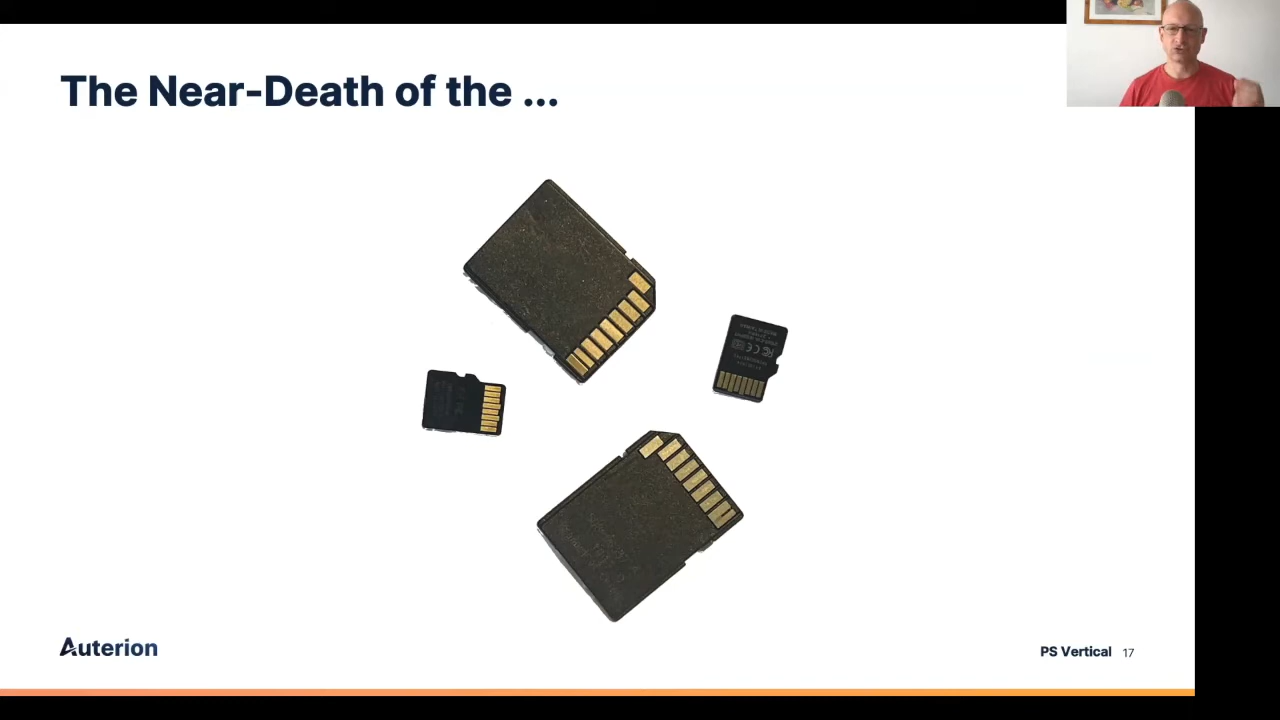 The Near-Death of the ...
Auterion
PS Vertical 17